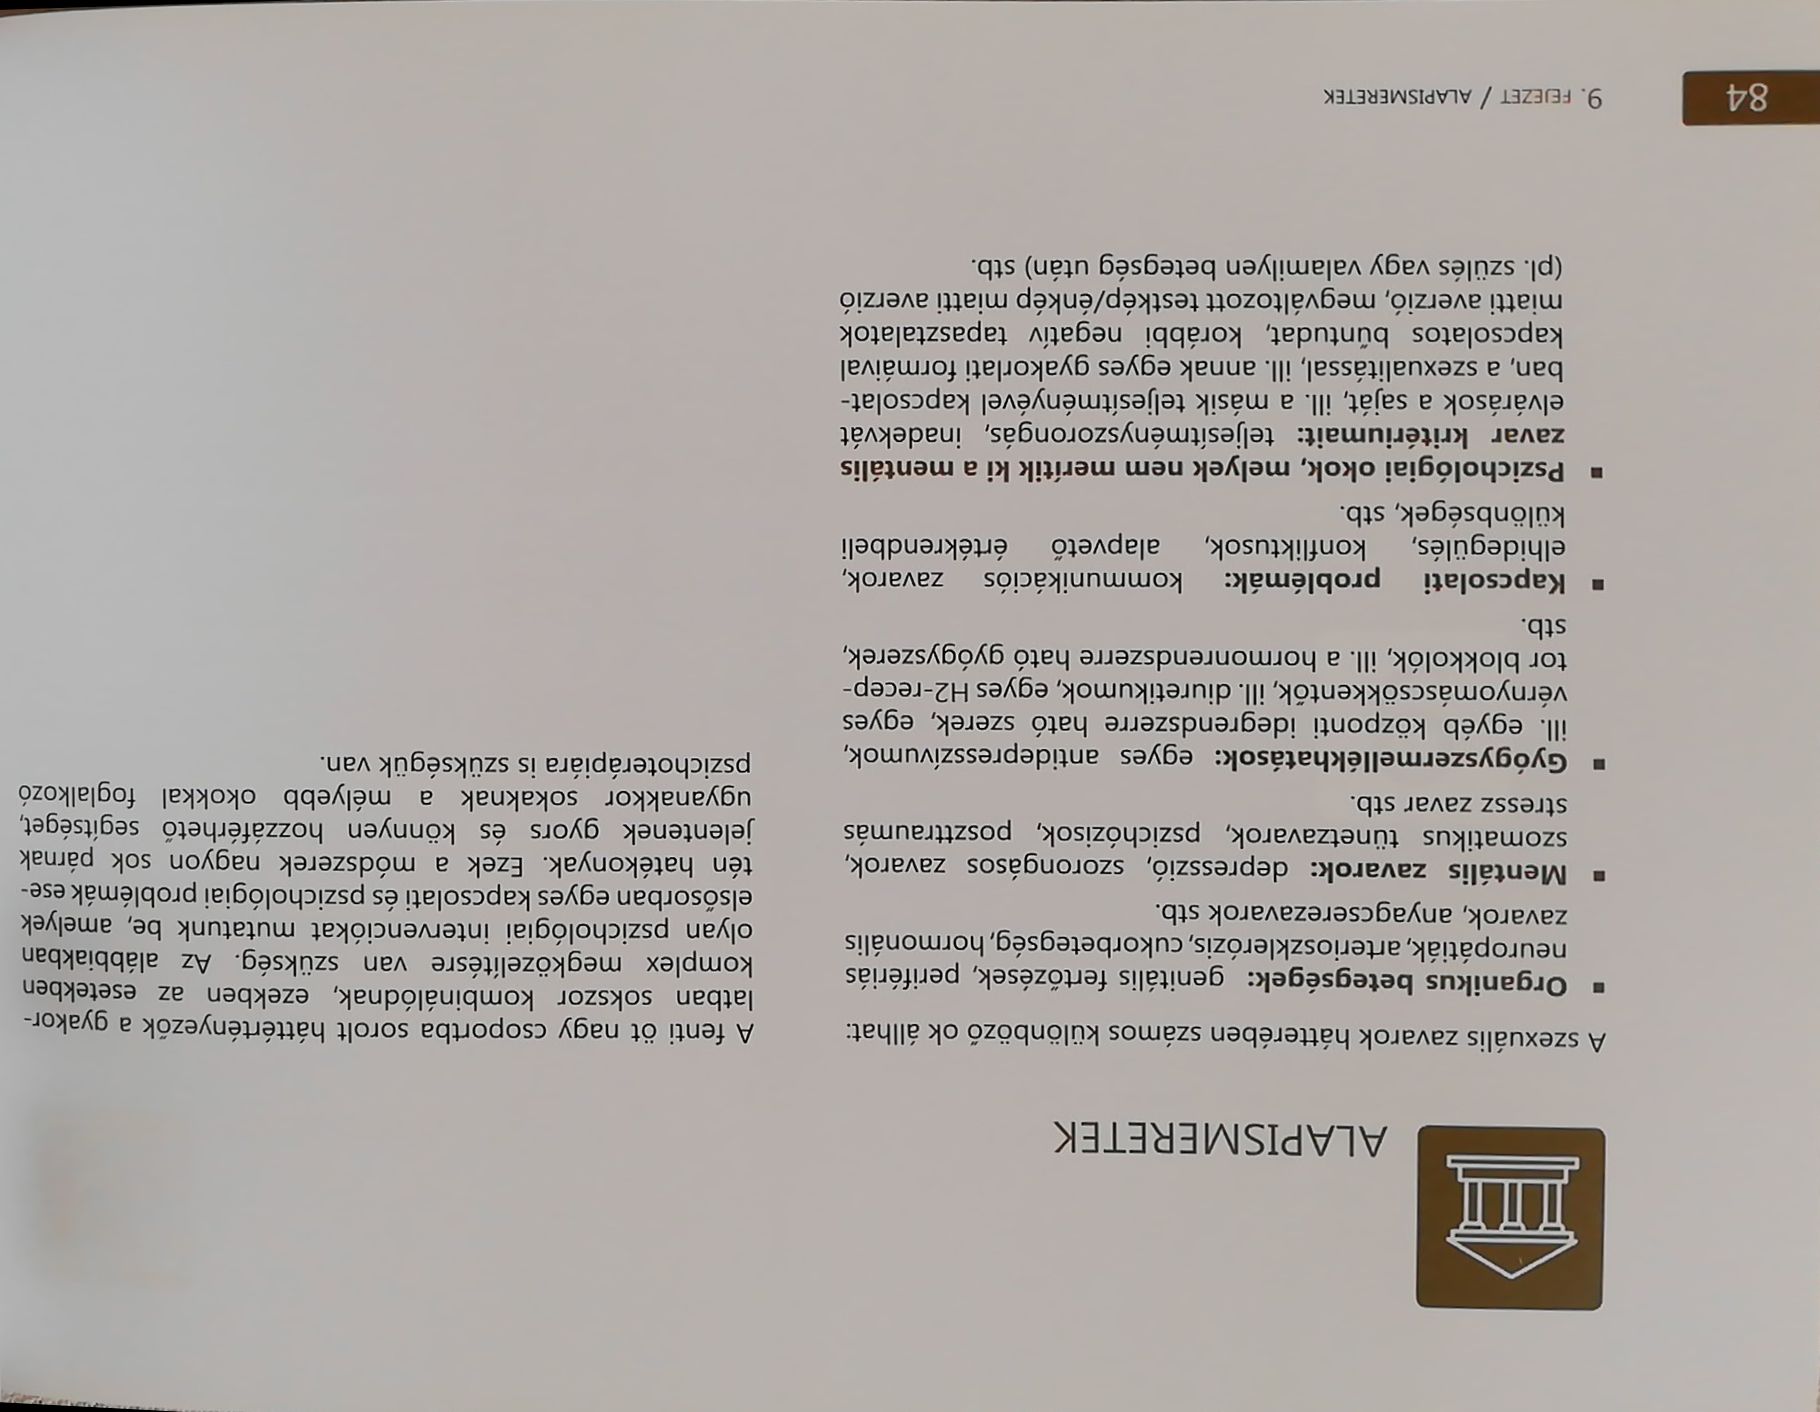 ALAPISMERETEK
A szexuális zavarok hátterében számos különböző ok állhat:
▪ Organikus betegségek: genitális fertőzések, perifériás
neuropátiák, arterioszklerózis, cukorbetegség, hormonális
zavarok, anyagcserezavarok stb.
▪ Mentális zavarok: depresszió, szorongásos zavarok,
szomatikus tünetzavarok, pszichózisok, poszttraumás
stressz zavar stb.
▪ Gyógyszermellékhatások: egyes antidepresszívumok,
ill. egyéb központi idegrendszerre ható szerek, egyes
vérnyomáscsökkentők, ill. diuretikumok, egyes H2-recep-
tor blokkolók, ill. a hormonrendszerre ható gyógyszerek,
stb.
▪ Kapcsolati problémák: kommunikációs zavarok,
elhidegülés, konfliktusok, alapvető értékrendbeli
különbségek, stb.
▪ Pszichológiai okok, melyek nem merítik ki a mentális
zavar kritériumait: teljesítményszorongás, inadekvát
elvárások a saját, ill. a másik teljesítményével kapcsolat-
ban, a szexualitással, ill. annak egyes gyakorlati formáival
kapcsolatos bűntudat, korábbi negatív tapasztalatok
miatti averzió, megváltozott testkép/énkép miatti averzió
(pl. szülés vagy valamilyen betegség után) stb.
A fenti öt nagy csoportba sorolt háttértényezők a gyakor-
latban sokszor kombinálódnak, ezekben az esetekben
komplex megközelítésre van szükség. Az alábbiakban
olyan pszichológiai intervenciókat mutatunk be, amelyek
elsősorban egyes kapcsolati és pszichológiai problémák ese-
tén hatékonyak. Ezek a módszerek nagyon sok párnak
jelentenek gyors és könnyen hozzáférhető segítséget,
ugyanakkor sokaknak a mélyebb okokkal foglalkozó
pszichoterápiára is szükségük van.
84
9. FEJEZET / ALAPISMERETEK